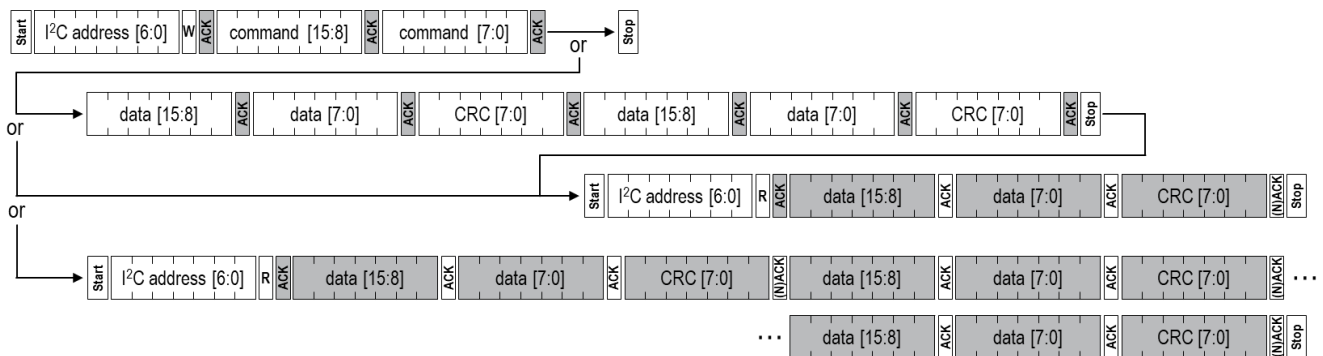 Start I²C address [6:0] W ACK command [15:8] ACK command [7:0] ACK Stop
or
data [15:8] ACK data [7:0] ACK CRC [7:0] ACK data [15:8] ACK data [7:0] ACK CRC [7:0] ACK Stop
or
Start I²C address [6:0] R ACK data [15:8] ACK data [7:0] ACK CRC [7:0] (N)ACK Stop
or
Start I²C address [6:0] R ACK data [15:8] ACK data [7:0] ACK CRC [7:0] (N)ACK data [15:8] ACK data [7:0] ACK CRC [7:0] (N)ACK ...
... data [15:8] ACK data [7:0] ACK CRC [7:0] (N)ACK Stop